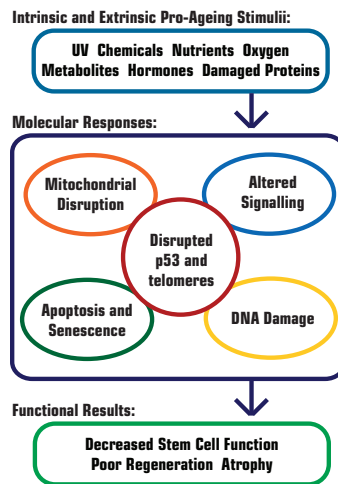 Intrinsic and Extrinsic Pro-Ageing Stimulii:
UV Chemicals Nutrients Oxygen
Metabolites Hormones Damaged Proteins
Molecular Responses:
Mitochondrial
Disruption
Altered
Signalling
Disrupted
p53 and
telomeres
Apoptosis and
Senescence
DNA Damage
Functional Results:
Decreased Stem Cell Function
Poor Regeneration Atrophy